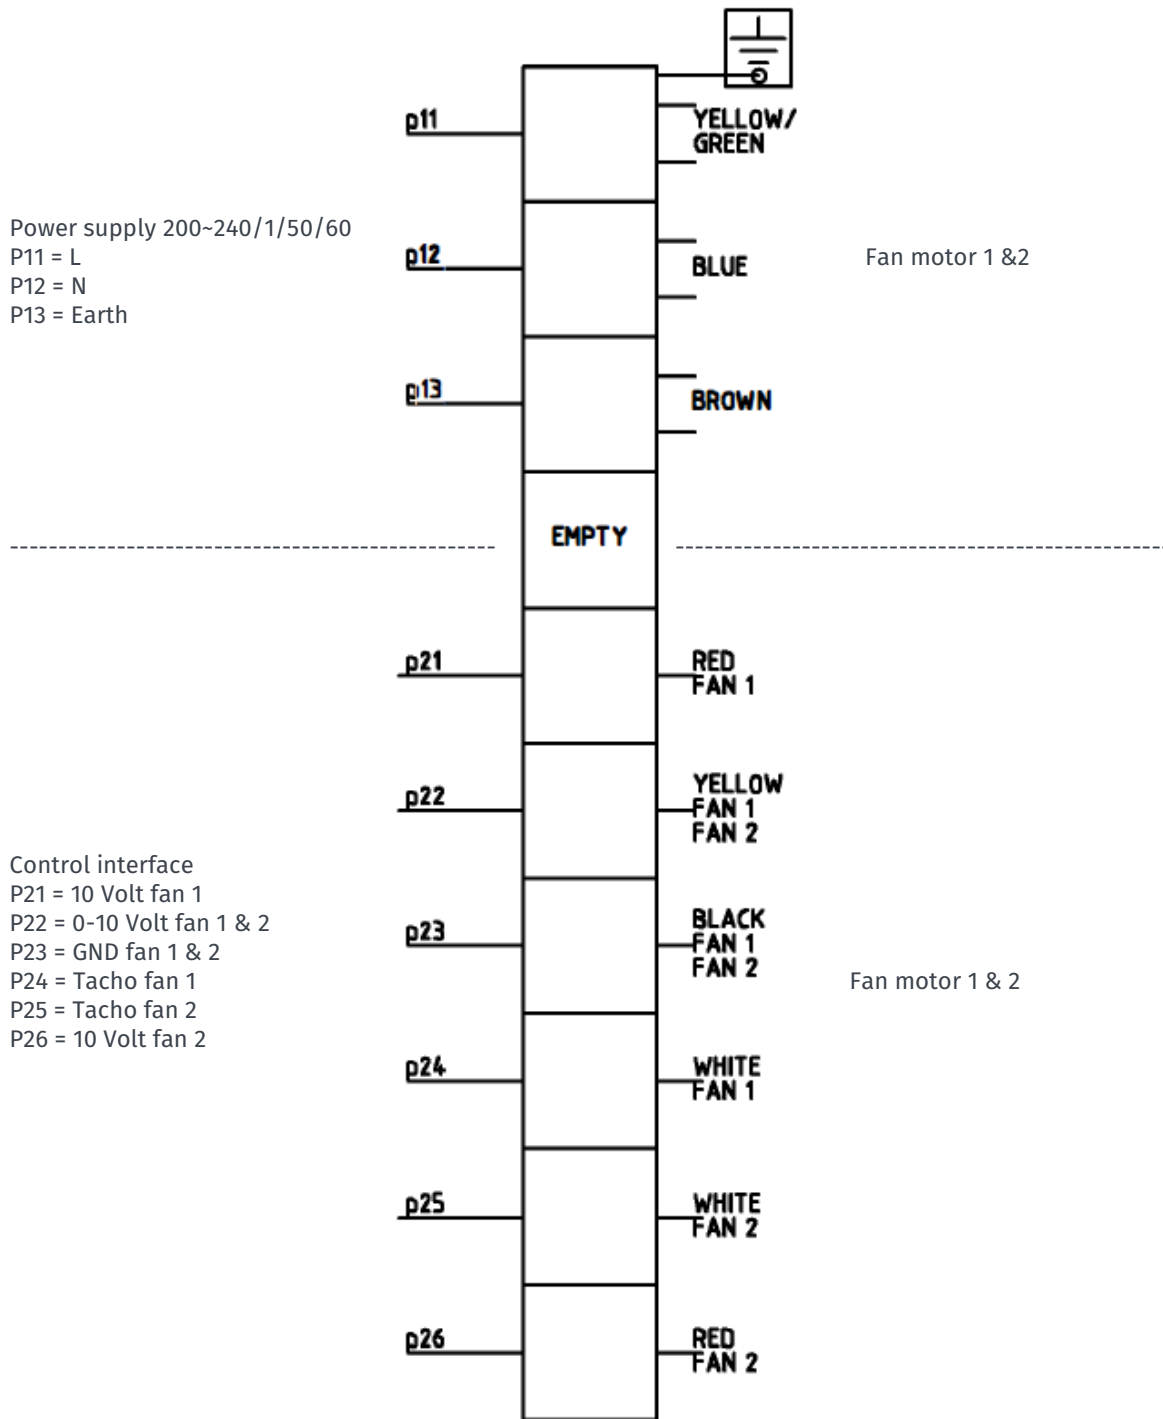 p11
YELLOW/
GREEN
Power supply 200~240/1/50/60
P11 = L
P12 = N
P13 = Earth
p12
BLUE
Fan motor 1 &2
p13
BROWN
EMPTY
p21
RED
FAN 1
p22
YELLOW
FAN 1
FAN 2
Control interface
P21 = 10 Volt fan 1
P22 = 0-10 Volt fan 1 & 2
P23 = GND fan 1 & 2
P24 = Tacho fan 1
P25 = Tacho fan 2
P26 = 10 Volt fan 2
p23
BLACK
FAN 1
FAN 2
Fan motor 1 & 2
p24
WHITE
FAN 1
p25
WHITE
FAN 2
p26
RED
FAN 2